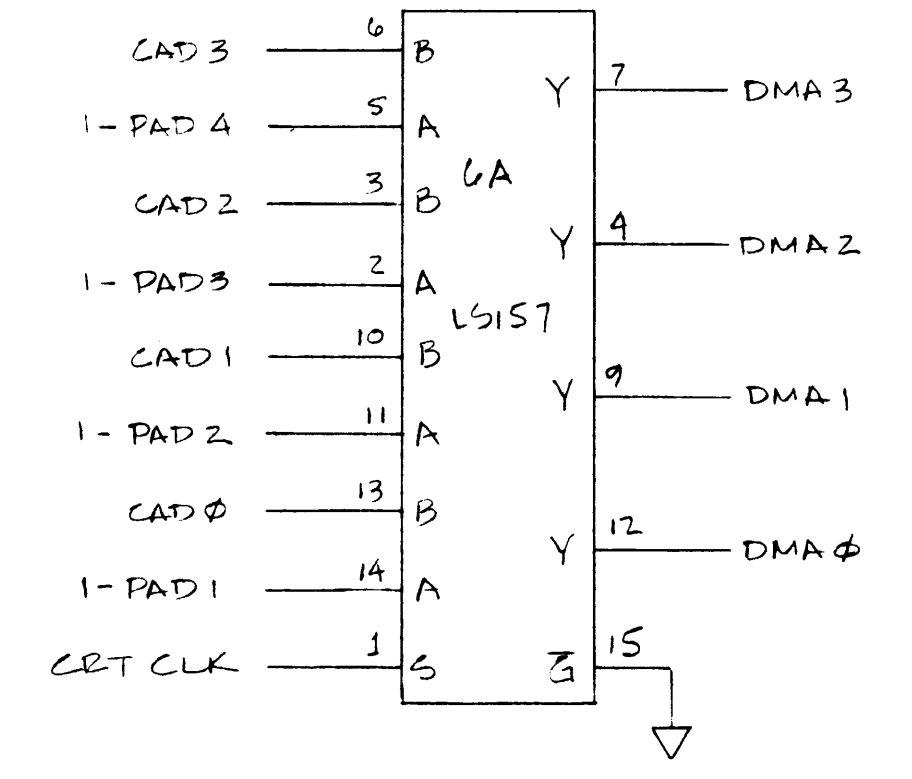 CAD 3 6 B
Y 7 DMA 3
1- PAD 4 5 A
6A
CAD 2 3 B
Y 4 DMA 2
1- PAD 3 2 A
LS157
CAD 1 10 B
Y 9 DMA 1
1- PAD 2 11 A
CAD Ø 13 B
Y 12 DMA Ø
1- PAD 1 14 A
CRT CLK 1 S G̅ 15